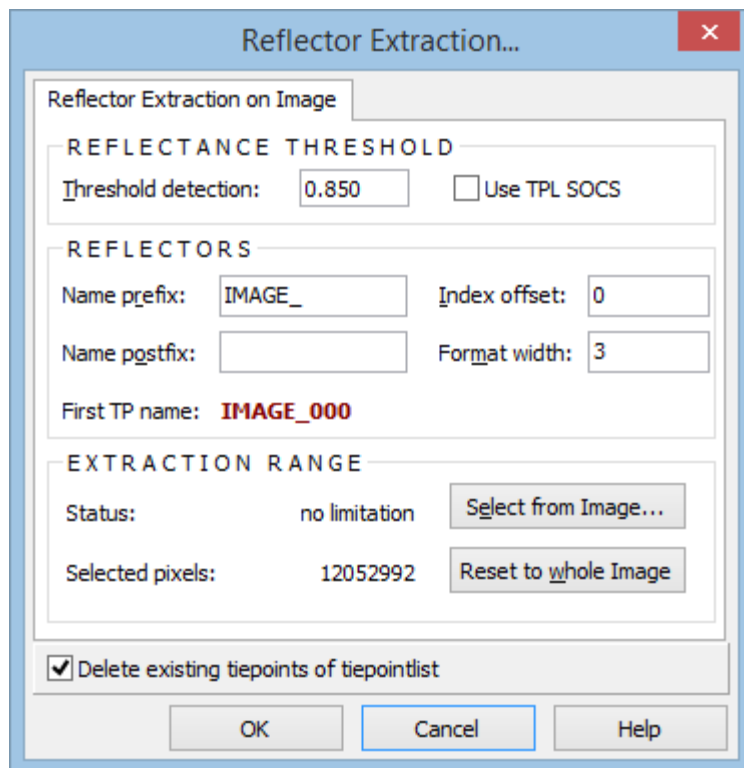 Reflector Extraction...
Reflector Extraction on Image
REFLECTANCE THRESHOLD
Threshold detection: 0.850 Use TPL SOCS
REFLECTORS
Name prefix: IMAGE_ Index offset: 0
Name postfix: Format width: 3
First TP name: IMAGE_000
EXTRACTION RANGE
Status: no limitation Select from Image...
Selected pixels: 12052992 Reset to whole Image
Delete existing tiepoints of tiepointlist
OK Cancel Help